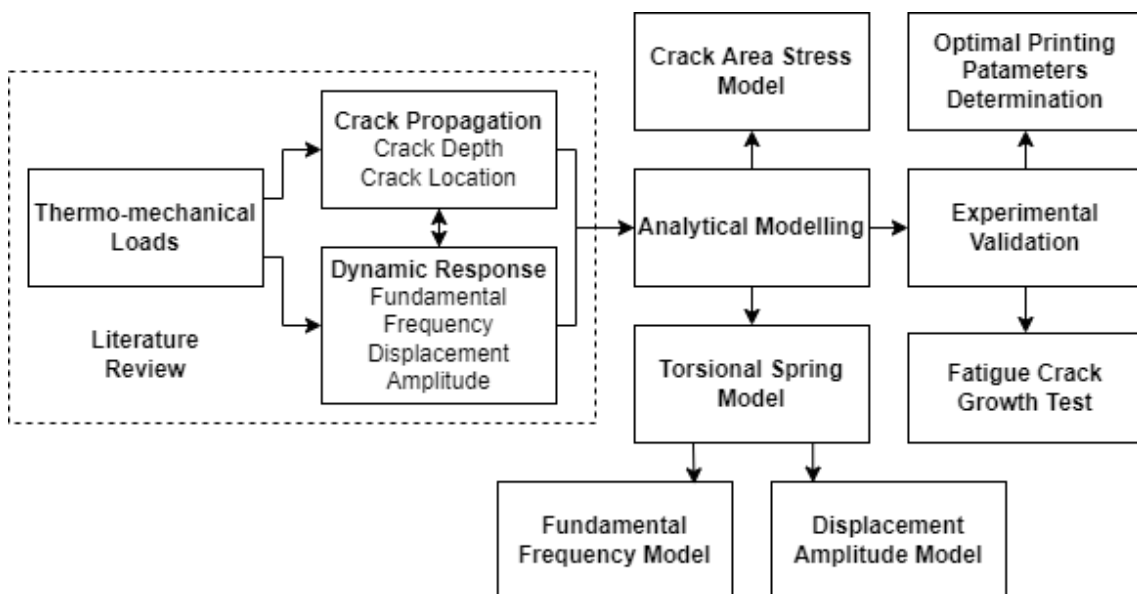 Thermo-mechanical
Loads
Literature
Review
Crack Propagation
Crack Depth
Crack Location
Dynamic Response
Fundamental
Frequency
Displacement
Amplitude
Crack Area Stress
Model
Analytical Modelling
Torsional Spring
Model
Fundamental
Frequency Model
Displacement
Amplitude Model
Optimal Printing
Patameters
Determination
Experimental
Validation
Fatigue Crack
Growth Test